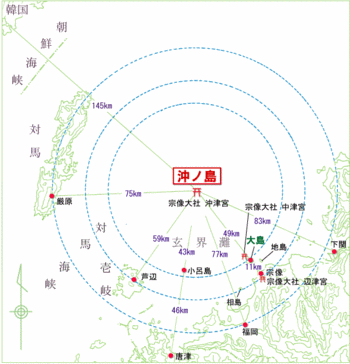 韓国
朝鮮海峡
145km
対馬
沖ノ島
宗像大社 沖津宮
宗像大社 中津宮
75km
厳原
83km
49km
大島
地島
下関
59km
玄界灘
43km
77km
対馬海峡
壱岐
芦辺
小呂島
11km
宗像
宗像大社 辺津宮
相島
46km
福岡
唐津